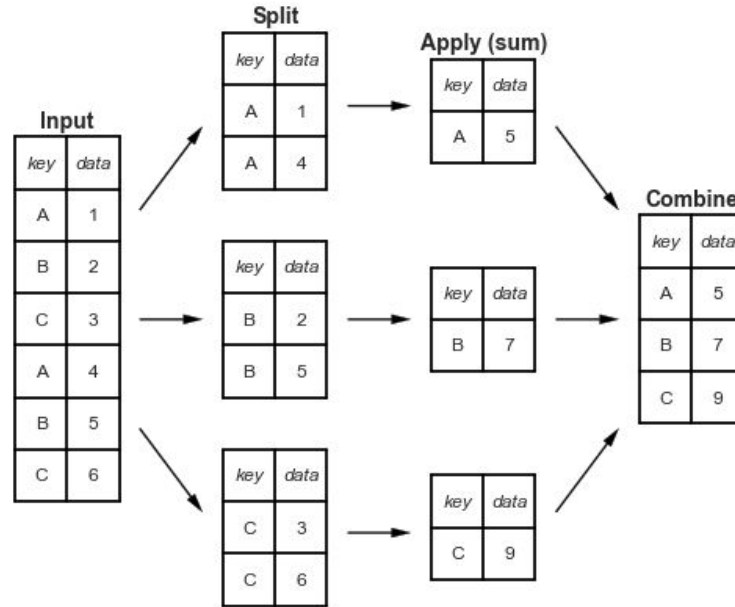 Input
key data
A 1
B 2
C 3
A 4
B 5
C 6
Split
key data
A 1
A 4
key data
B 2
B 5
key data
C 3
C 6
Apply (sum)
key data
A 5
key data
B 7
key data
C 9
Combine
key data
A 5
B 7
C 9